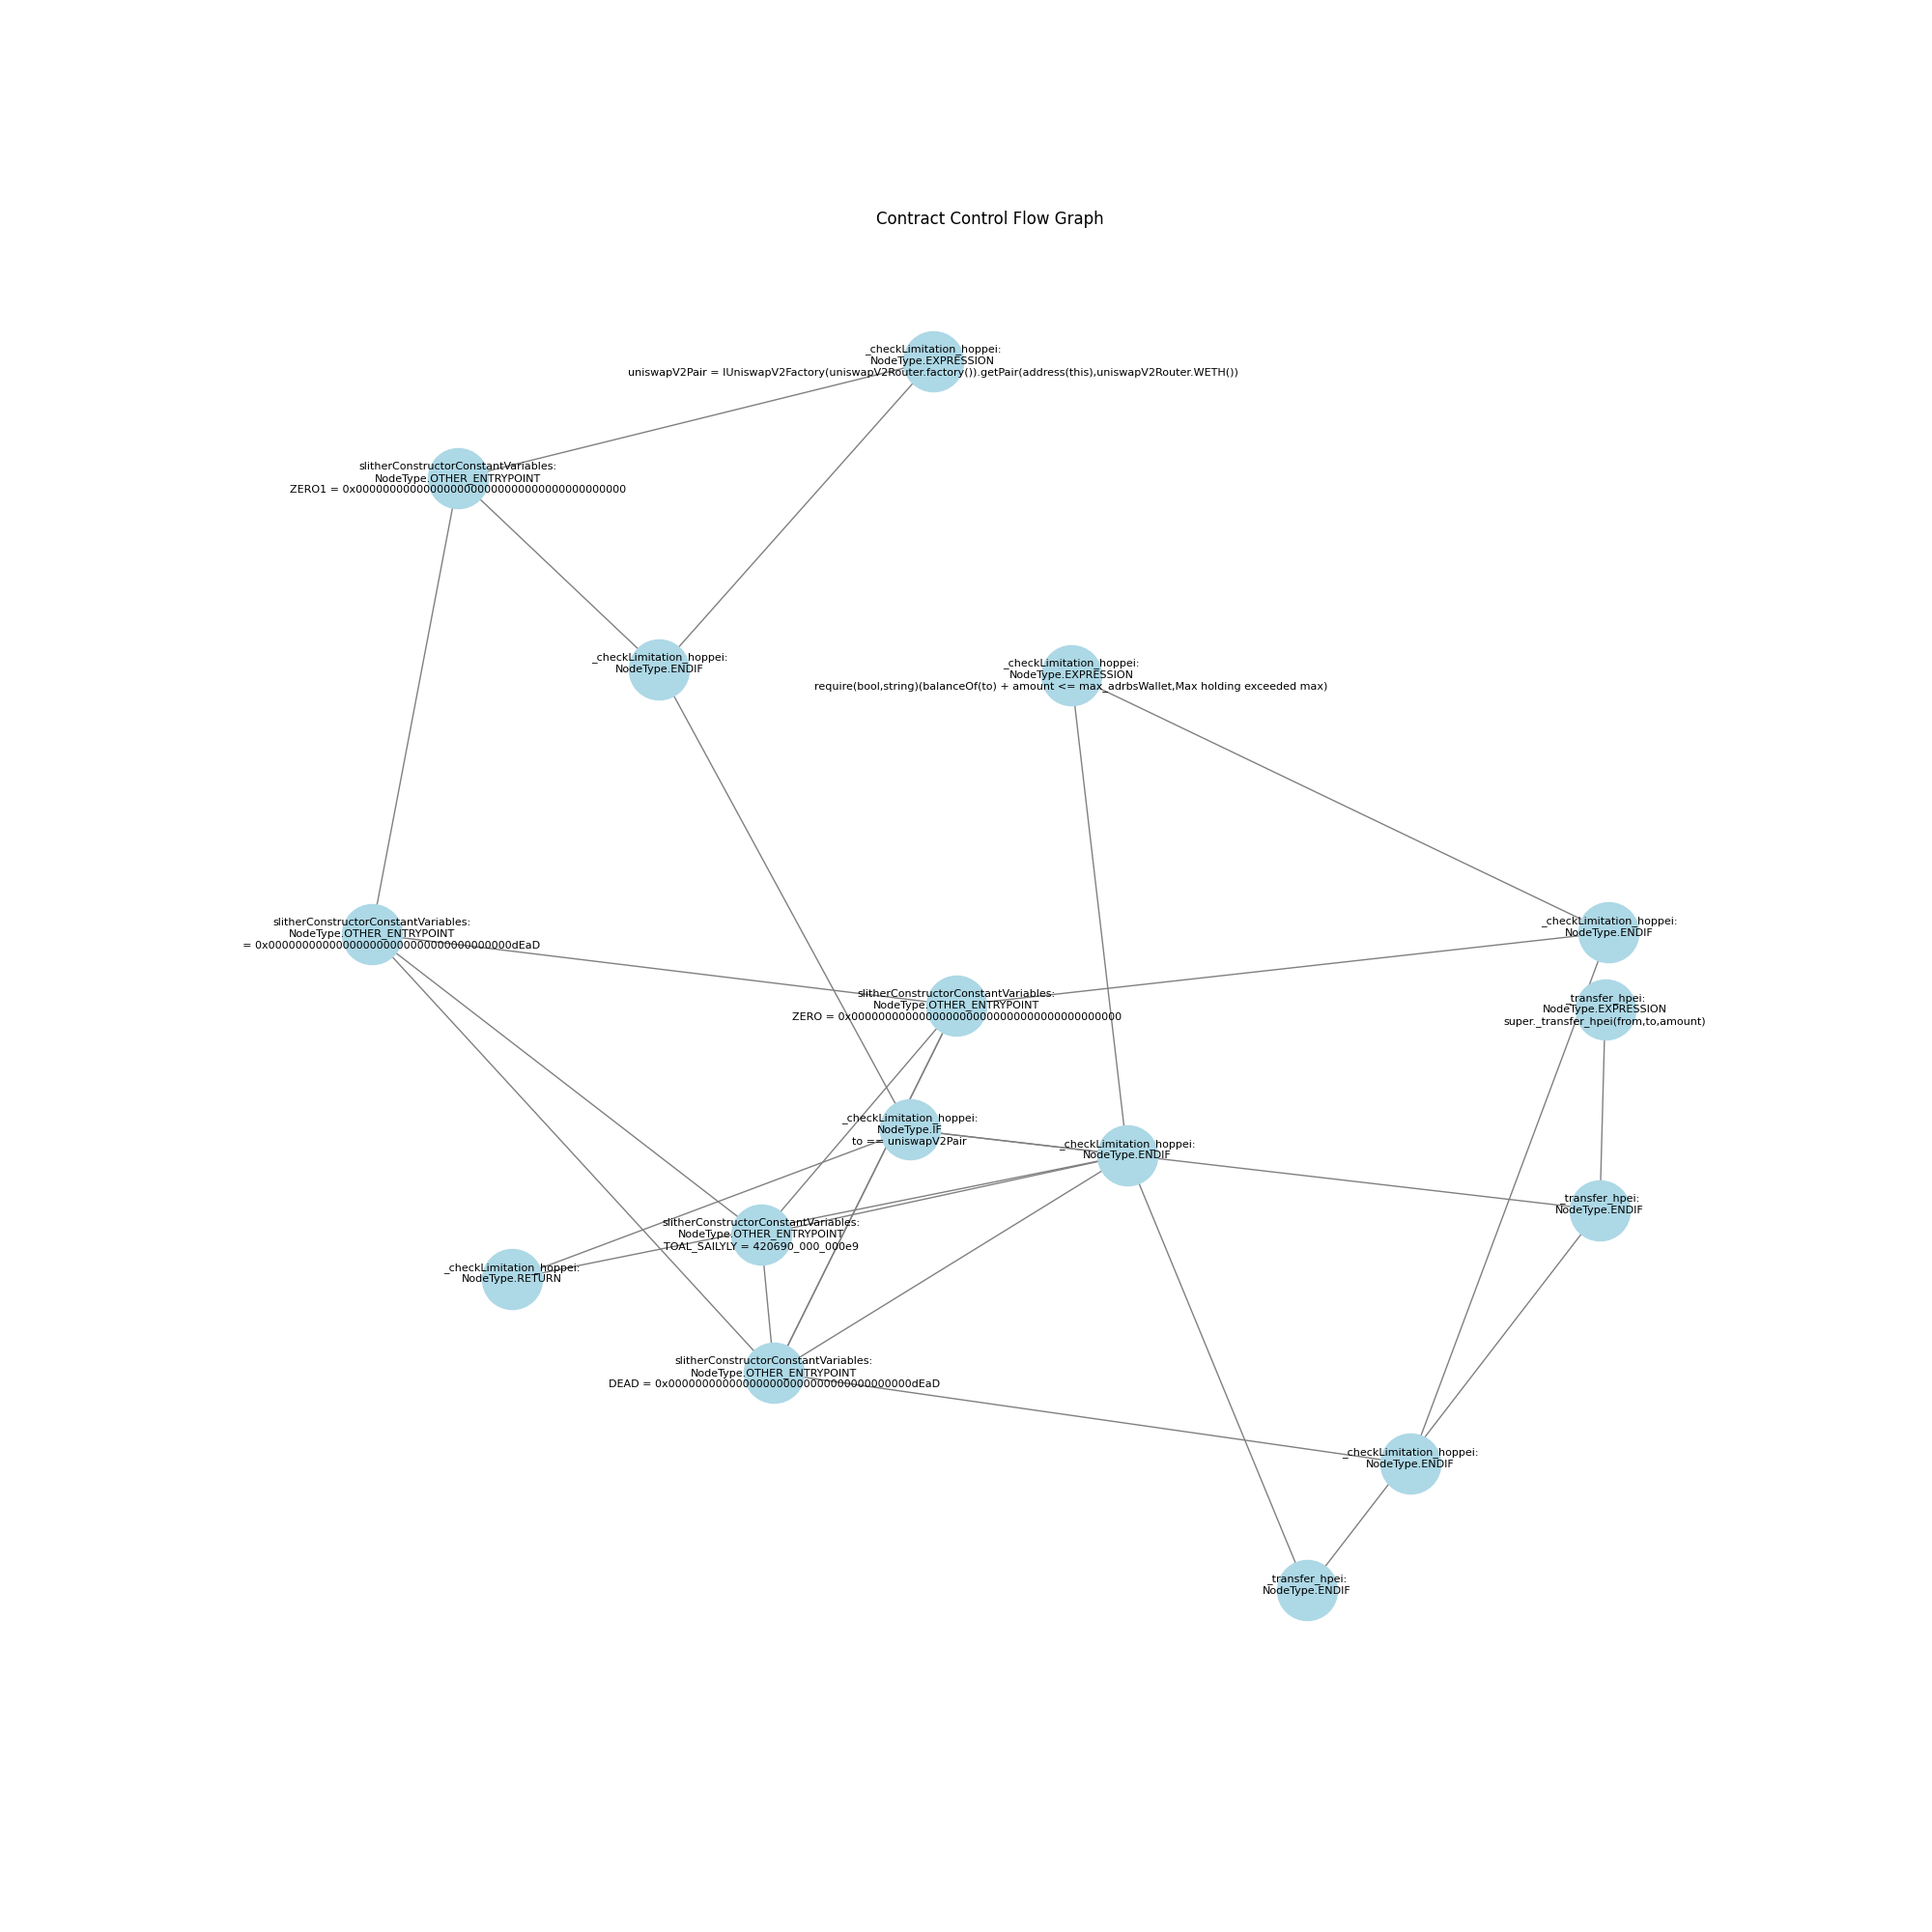 Contract Control Flow Graph
_checkLimitation_hoppei:
NodeType.EXPRESSION
uniswapV2Pair = IUniswapV2Factory(uniswapV2Router.factory()).getPair(address(this),uniswapV2Router.WETH())
slitherConstructorConstantVariables:
NodeType.OTHER_ENTRYPOINT
ZERO1 = 0x0000000000000000000000000000000000000000
_checkLimitation_hoppei:
NodeType.ENDIF
_checkLimitation_hoppei:
NodeType.EXPRESSION
require(bool,string)(balanceOf(to) + amount <= max_adrbsWallet,Max holding exceeded max)
slitherConstructorConstantVariables:
NodeType.OTHER_ENTRYPOINT
= 0x000000000000000000000000000000000000dEaD
_checkLimitation_hoppei:
NodeType.ENDIF
slitherConstructorConstantVariables:
NodeType.OTHER_ENTRYPOINT
ZERO = 0x0000000000000000000000000000000000000000
_transfer_hpei:
NodeType.EXPRESSION
super._transfer_hpei(from,to,amount)
_checkLimitation_hoppei:
NodeType.IF
to == uniswapV2Pair
_checkLimitation_hoppei:
NodeType.ENDIF
_transfer_hpei:
NodeType.ENDIF
slitherConstructorConstantVariables:
NodeType.OTHER_ENTRYPOINT
TOAL_SAILYLY = 420690_000_000e9
_checkLimitation_hoppei:
NodeType.RETURN
slitherConstructorConstantVariables:
NodeType.OTHER_ENTRYPOINT
DEAD = 0x000000000000000000000000000000000000dEaD
_checkLimitation_hoppei:
NodeType.ENDIF
_transfer_hpei:
NodeType.ENDIF